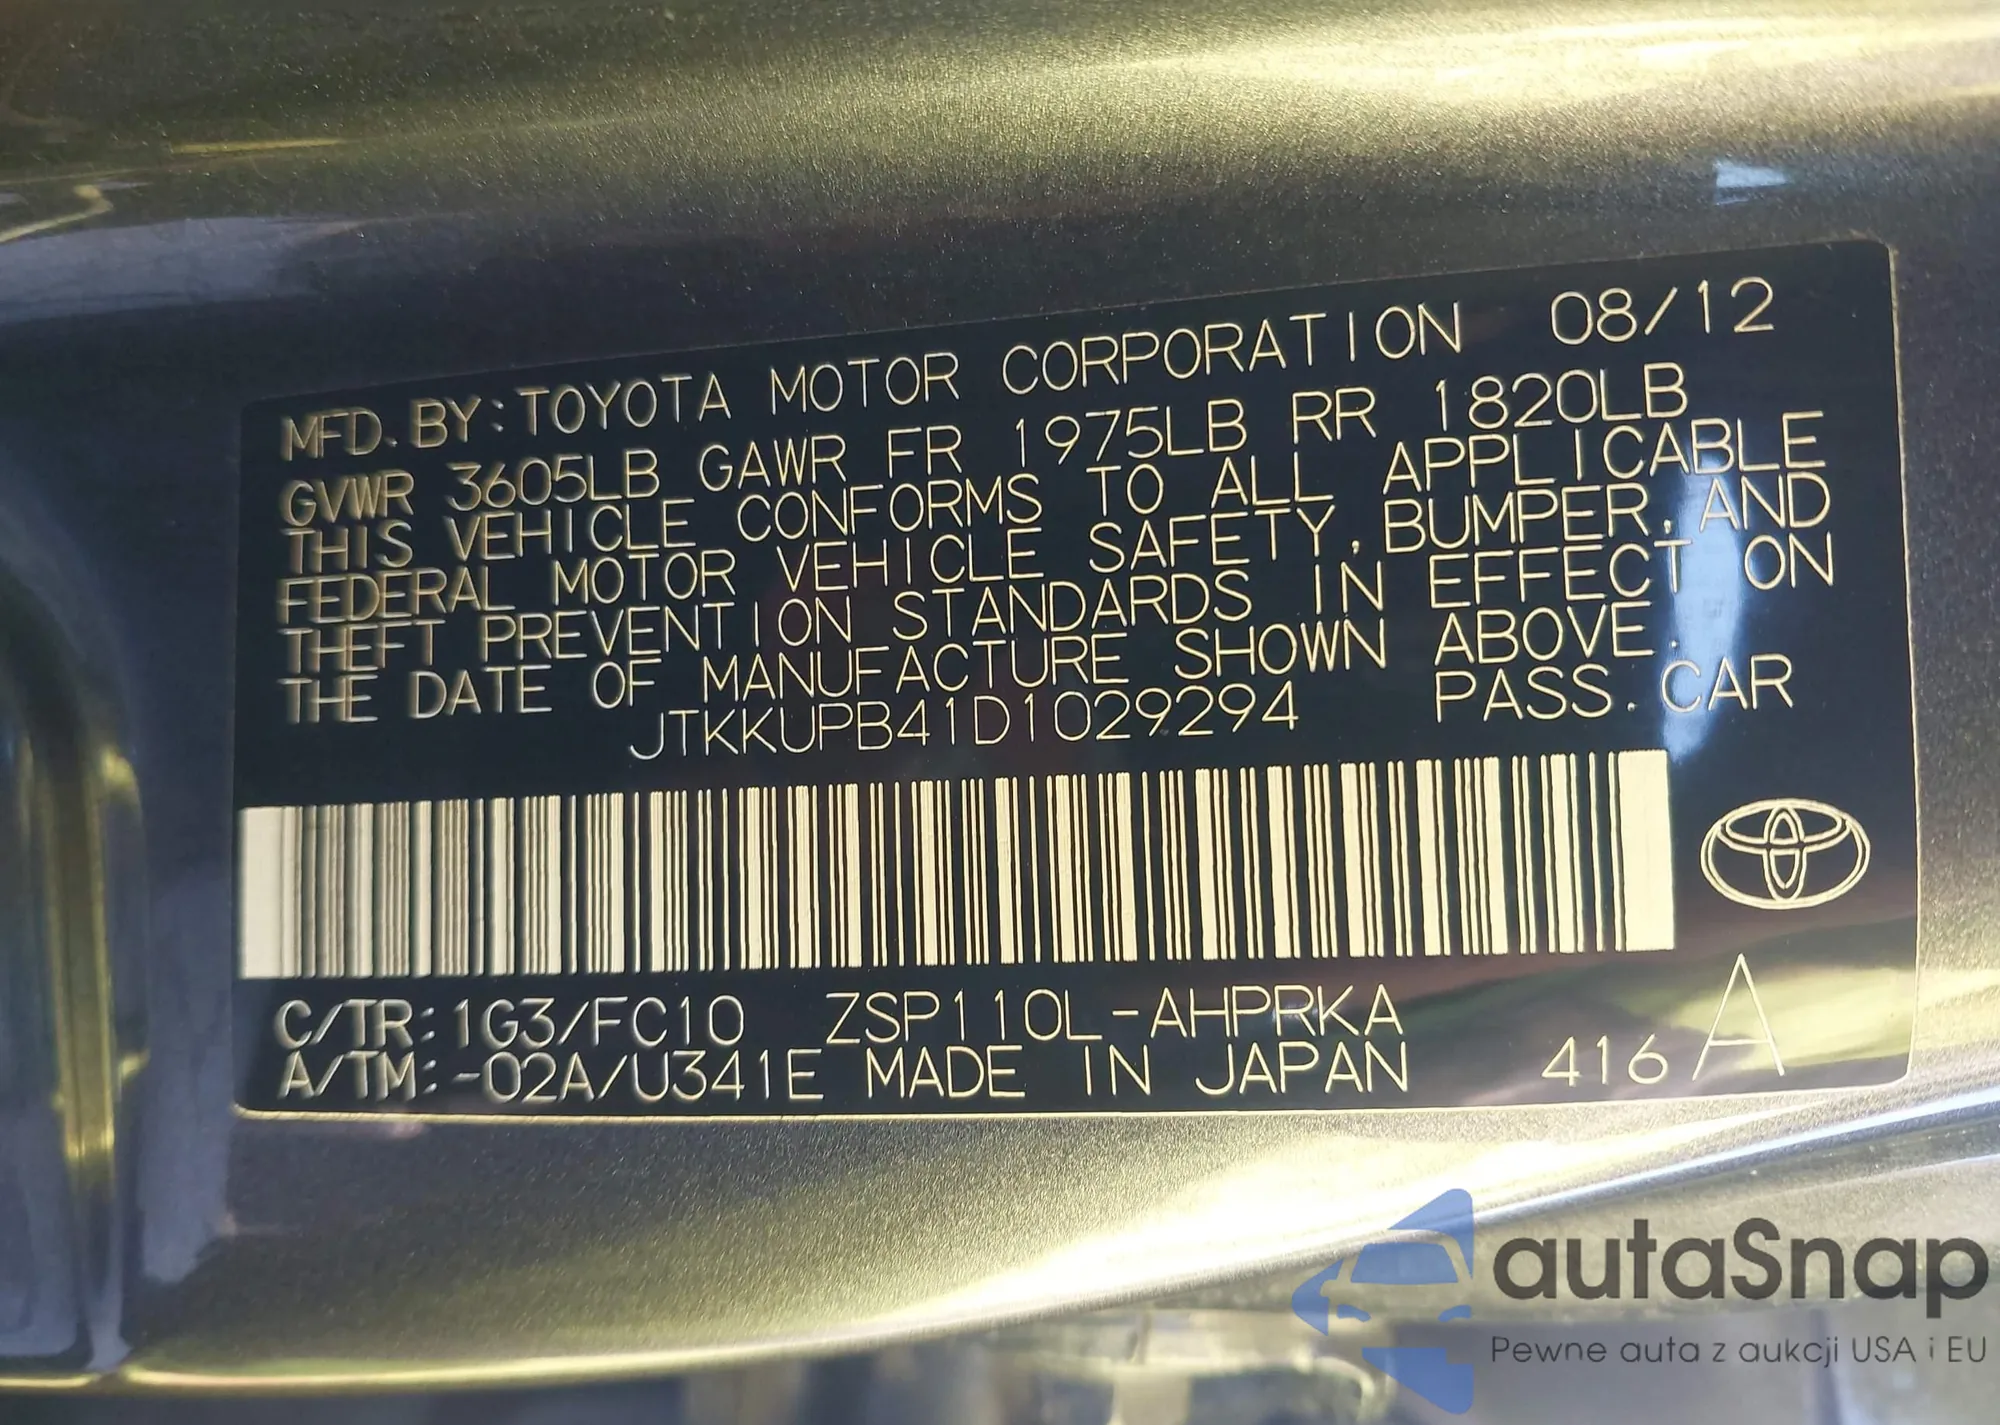 MFD. BY: TOYOTA MOTOR CORPORATION 08/12
GVWR 3605LB GAWR FR 1975LB RR 1820LB
THIS VEHICLE CONFORMS TO ALL APPLICABLE
FEDERAL MOTOR VEHICLE SAFETY, BUMPER, AND
THEFT PREVENTION STANDARDS IN EFFECT ON
THE DATE OF MANUFACTURE SHOWN ABOVE.
JTKKUPB41D1029294 PASS. CAR
C/TR: 1G3/FC10 ZSP110L-AHPRKA
A/TM: -02A/U341E MADE IN JAPAN 416 A
autaSnap
Pewne auta z aukcji USA i EU